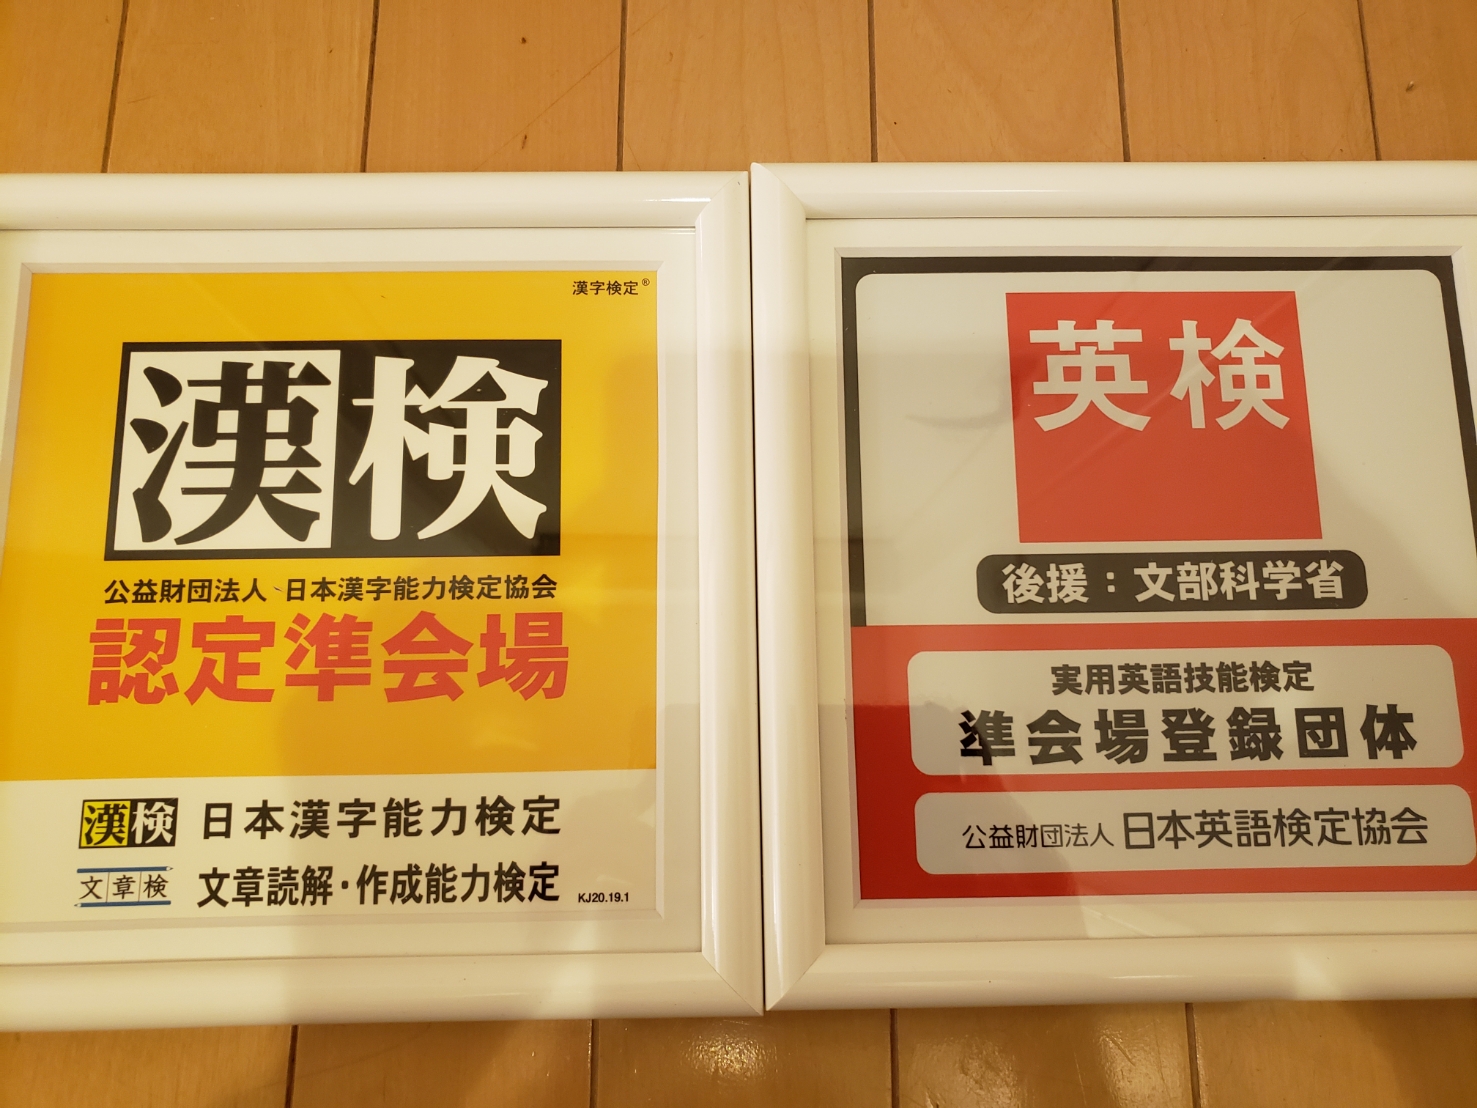 漢字検定®
漢検
公益財団法人 日本漢字能力検定協会
認定準会場
漢検 日本漢字能力検定
文章検 文章読解・作成能力検定
KJ20.19.1
英検
後援：文部科学省
実用英語技能検定
準会場登録団体
公益財団法人 日本英語検定協会